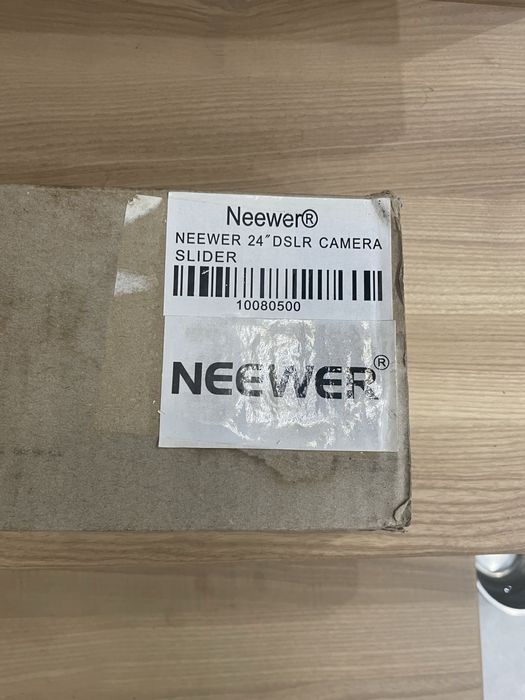 Neewer®
NEEWER 24″DSLR CAMERA
SLIDER
10080500
NEEWER®